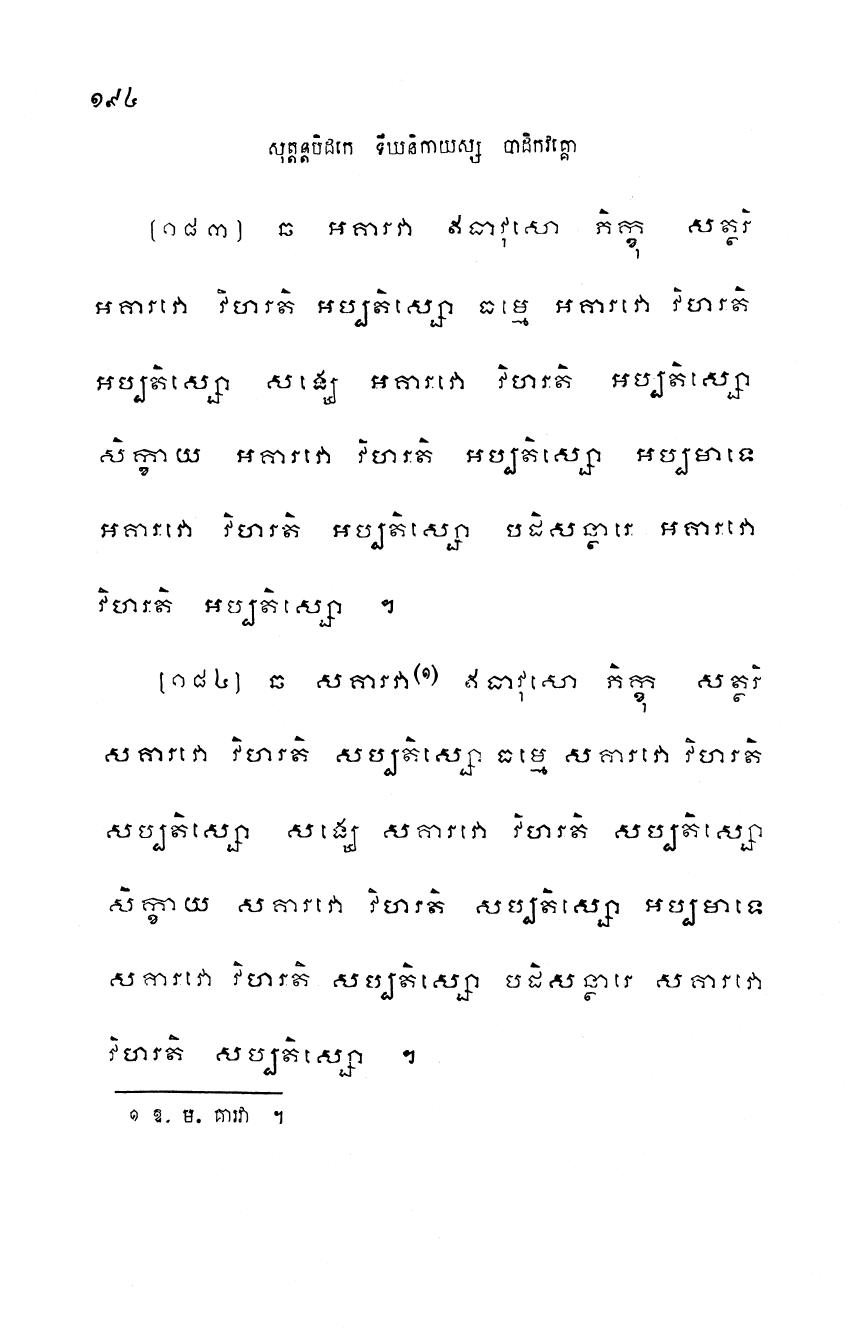 ១៩៤
សុត្តន្តបិដកេ ទីឃនិកាយស្ស បាដិកវគ្គោ
[១៨៣] ឆ អគារវា ឥធាវុសោ ភិក្ខុ សត្ថរិ
អគារវោ វិហរតិ អប្បតិស្សោ ធម្មេ អគារវោ វិហរតិ
អប្បតិស្សោ សង្ឃេ អគារវោ វិហរតិ អប្បតិស្សោ
សិក្ខាយ អគារវោ វិហរតិ អប្បតិស្សោ អប្បមាទេ
អគារវោ វិហរតិ អប្បតិស្សោ បដិសន្ថារេ អគារវោ
វិហរតិ អប្បតិស្សោ ។
[១៨៤] ឆ សគារវា(១) ឥធាវុសោ ភិក្ខុ សត្ថរិ
សគារវោ វិហរតិ សប្បតិស្សោ ធម្មេ សគារវោ វិហរតិ
សប្បតិស្សោ សង្ឃេ សគារវោ វិហរតិ សប្បតិស្សោ
សិក្ខាយ សគារវោ វិហរតិ សប្បតិស្សោ អប្បមាទេ
សគារវោ វិហរតិ សប្បតិស្សោ បដិសន្ថារេ សគារវោ
វិហរតិ សប្បតិស្សោ ។
១ ឱ. ម. គារវា ។